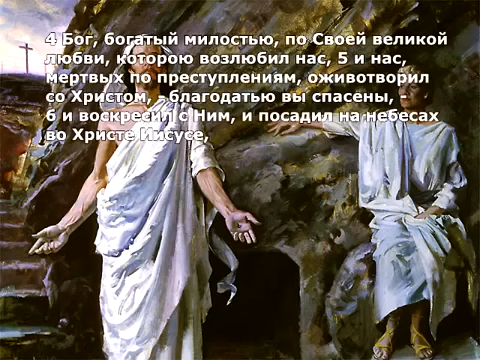 4 Бог, богатый милостью, по Своей великой
любви, которою возлюбил нас, 5 и нас,
мертвых по преступлениям, оживотворил
со Христом, - благодатью вы спасены,
6 и воскресил с Ним, и посадил на небесах
во Христе Иисусе,